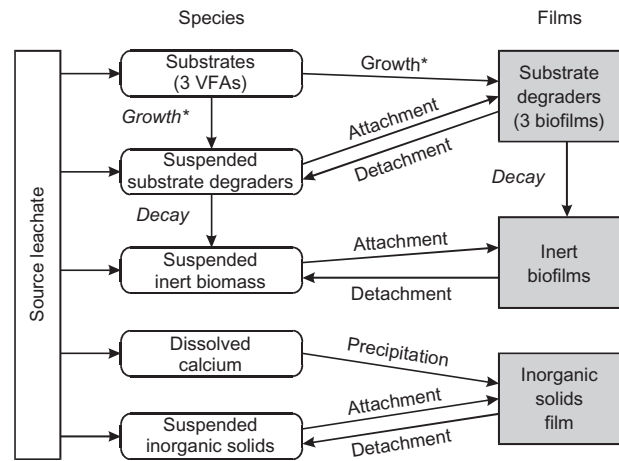 Species
Films
Source leachate
Substrates
(3 VFAs)
Growth*
Substrate
degraders
(3 biofilms)
Growth*
Attachment
Detachment
Suspended
substrate degraders
Decay
Decay
Suspended
inert biomass
Attachment
Detachment
Inert
biofilms
Dissolved
calcium
Precipitation
Inorganic
solids
film
Attachment
Detachment
Suspended
inorganic solids